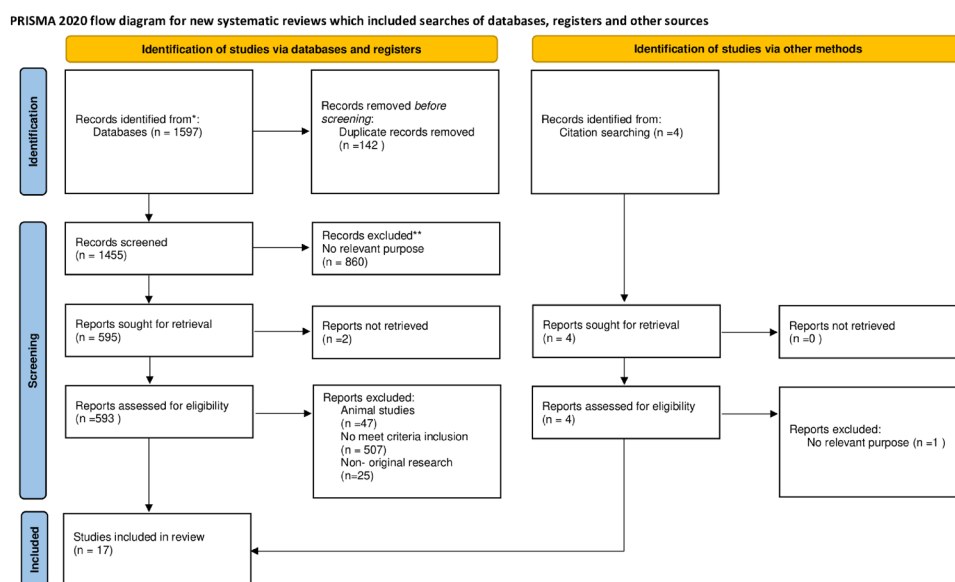 PRISMA 2020 flow diagram for new systematic reviews which included searches of databases, registers and other sources
Identification of studies via databases and registers
Identification of studies via other methods
Identification
Records identified from*:
Databases (n = 1597)
Records removed before
screening:
Duplicate records removed
(n =142 )
Records identified from:
Citation searching (n =4)
Screening
Records screened
(n = 1455)
Records excluded**
No relevant purpose
(n = 860)
Reports sought for retrieval
(n = 595)
Reports not retrieved
(n =2)
Reports sought for retrieval
(n = 4)
Reports not retrieved
(n =0 )
Reports assessed for eligibility
(n =593 )
Reports excluded:
Animal studies
(n =47)
No meet criteria inclusion
(n = 507)
Non- original research
(n=25)
Reports assessed for eligibility
(n = 4)
Reports excluded:
No relevant purpose (n =1 )
Included
Studies included in review
(n = 17)